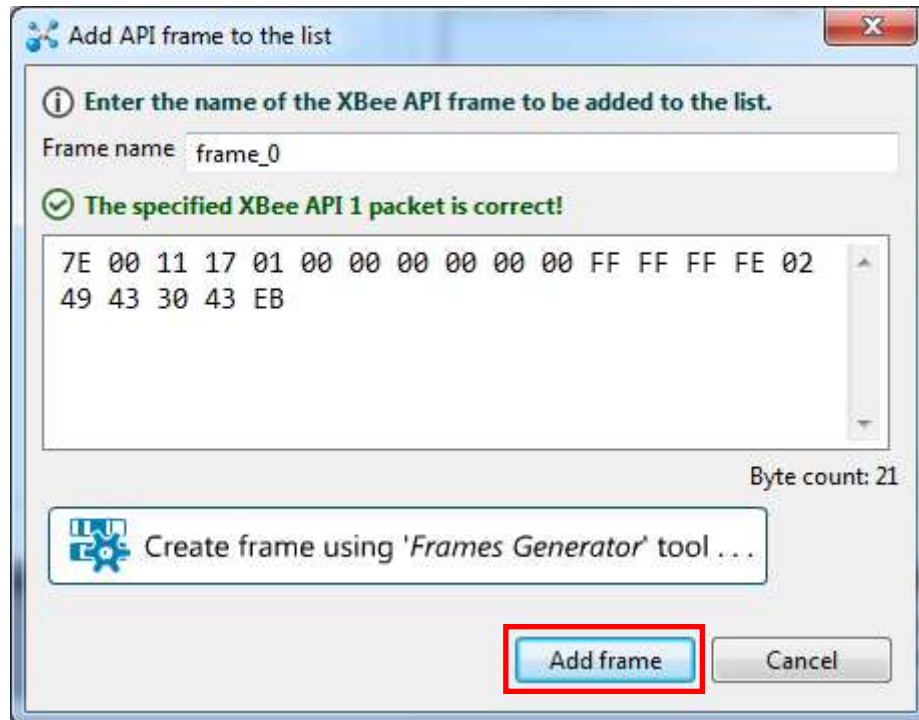 Add API frame to the list
Enter the name of the XBee API frame to be added to the list.
Frame name frame_0
The specified XBee API 1 packet is correct!
7E 00 11 17 01 00 00 00 00 00 00 FF FF FF FE 02
49 43 30 43 EB
Byte count: 21
Create frame using 'Frames Generator' tool . . .
Add frame Cancel